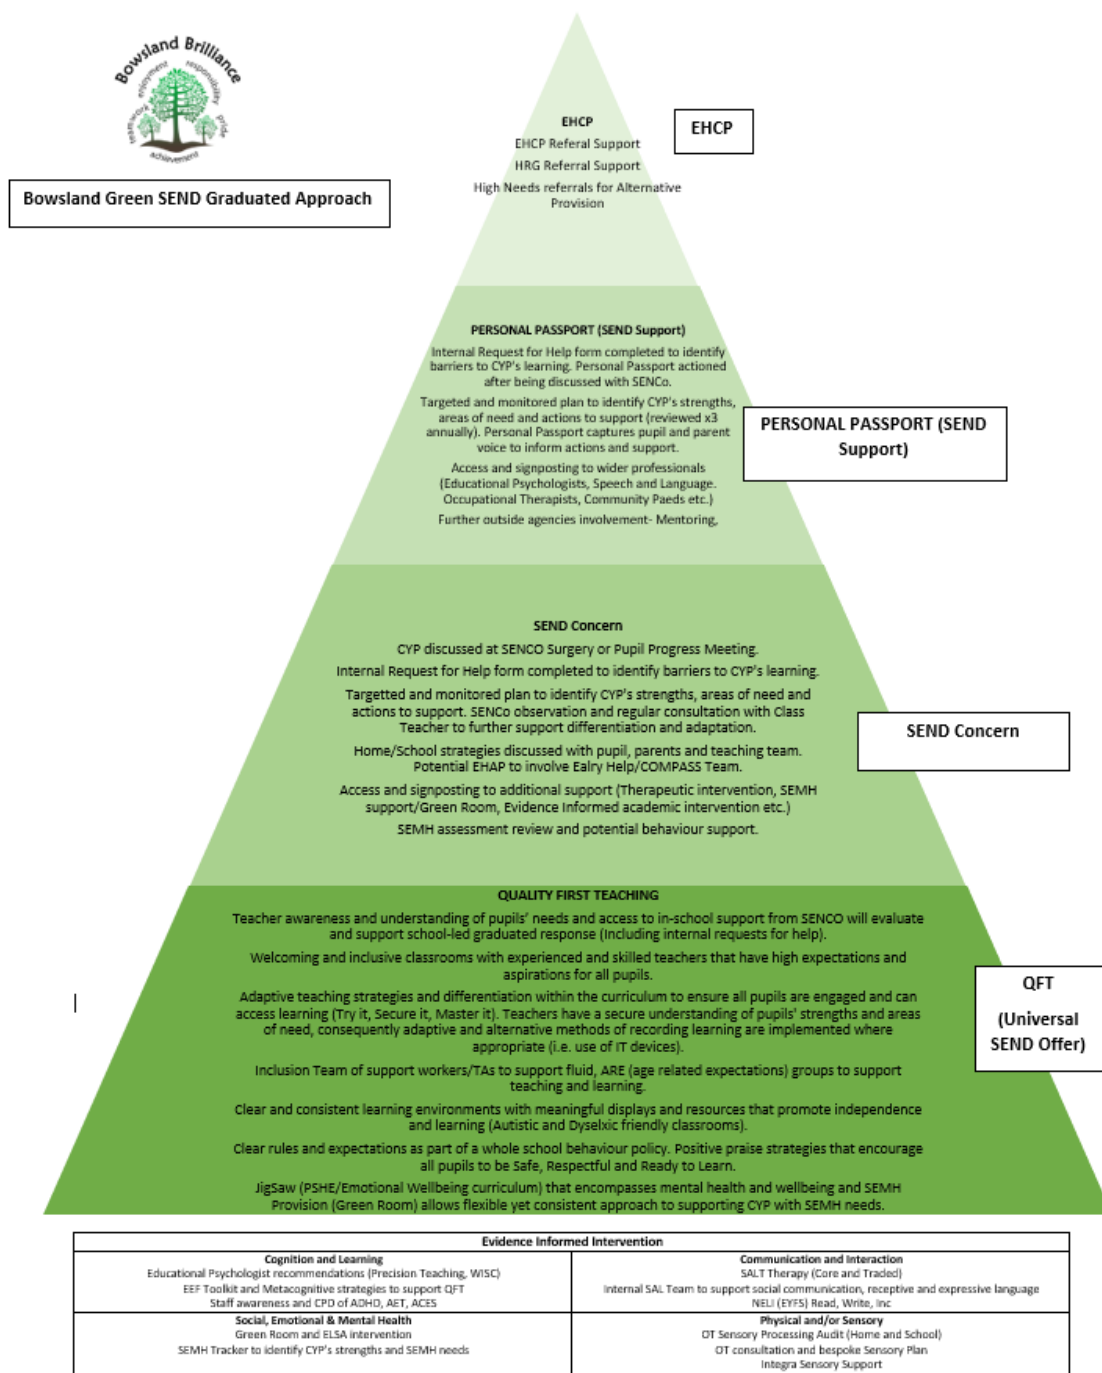 Bowsland Brilliance
teamwork enjoyment responsibility pride
achievement
Bowsland Green SEND Graduated Approach
EHCP
EHCP Referal Support
HRG Referral Support
High Needs referrals for Alternative
Provision
EHCP
PERSONAL PASSPORT (SEND Support)
Internal Request for Help form completed to identify
barriers to CYP's learning. Personal Passport actioned
after being discussed with SENCo.
Targeted and monitored plan to identify CYP's strengths,
areas of need and actions to support (reviewed x3
annually). Personal Passport captures pupil and parent
voice to inform actions and support.
Access and signposting to wider professionals
(Educational Psychologists, Speech and Language.
Occupational Therapists, Community Paeds etc.)
Further outside agencies involvement- Mentoring,
PERSONAL PASSPORT (SEND
Support)
SEND Concern
CYP discussed at SENCO Surgery or Pupil Progress Meeting.
Internal Request for Help form completed to identify barriers to CYP's learning.
Targetted and monitored plan to identify CYP's strengths, areas of need and
actions to support. SENCo observation and regular consultation with Class
Teacher to further support differentiation and adaptation.
Home/School strategies discussed with pupil, parents and teaching team.
Potential EHAP to involve Ealry Help/COMPASS Team.
Access and signposting to additional support (Therapeutic intervention, SEMH
support/Green Room, Evidence Informed academic intervention etc.)
SEMH assessment review and potential behaviour support.
SEND Concern
QUALITY FIRST TEACHING
Teacher awareness and understanding of pupils' needs and access to in-school support from SENCO will evaluate
and support school-led graduated response (Including internal requests for help).
Welcoming and inclusive classrooms with experienced and skilled teachers that have high expectations and
aspirations for all pupils.
Adaptive teaching strategies and differentiation within the curriculum to ensure all pupils are engaged and can
access learning (Try it, Secure it, Master it). Teachers have a secure understanding of pupils' strengths and areas
of need, consequently adaptive and alternative methods of recording learning are implemented where
appropriate (i.e. use of IT devices).
Inclusion Team of support workers/TAs to support fluid, ARE (age related expectations) groups to support
teaching and learning.
Clear and consistent learning environments with meaningful displays and resources that promote independence
and learning (Autistic and Dyselxic friendly classrooms).
Clear rules and expectations as part of a whole school behaviour policy. Positive praise strategies that encourage
all pupils to be Safe, Respectful and Ready to Learn.
JigSaw (PSHE/Emotional Wellbeing curriculum) that encompasses mental health and wellbeing and SEMH
Provision (Green Room) allows flexible yet consistent approach to supporting CYP with SEMH needs.
QFT
(Universal
SEND Offer)
Evidence Informed Intervention
Cognition and Learning
Educational Psychologist recommendations (Precision Teaching, WISC)
EEF Toolkit and Metacognitive strategies to support QFT
Staff awareness and CPD of ADHD, AET, ACES
Communication and Interaction
SALT Therapy (Core and Traded)
Internal SAL Team to support social communication, receptive and expressive language
NELI (EYFS) Read, Write, Inc
Social, Emotional & Mental Health
Green Room and ELSA intervention
SEMH Tracker to identify CYP's strengths and SEMH needs
Physical and/or Sensory
OT Sensory Processing Audit (Home and School)
OT consultation and bespoke Sensory Plan
Integra Sensory Support